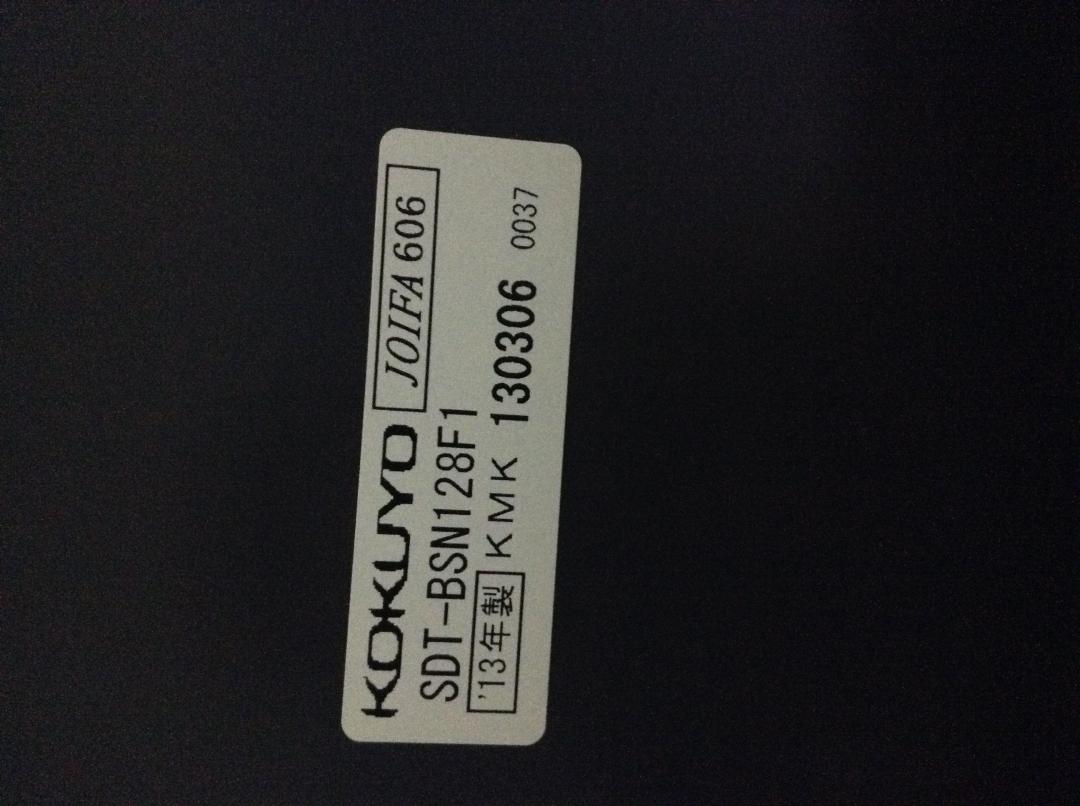 KOKUYO JOIFA 606
SDT-BSN128F1
'13年製 KMK 130306 0037